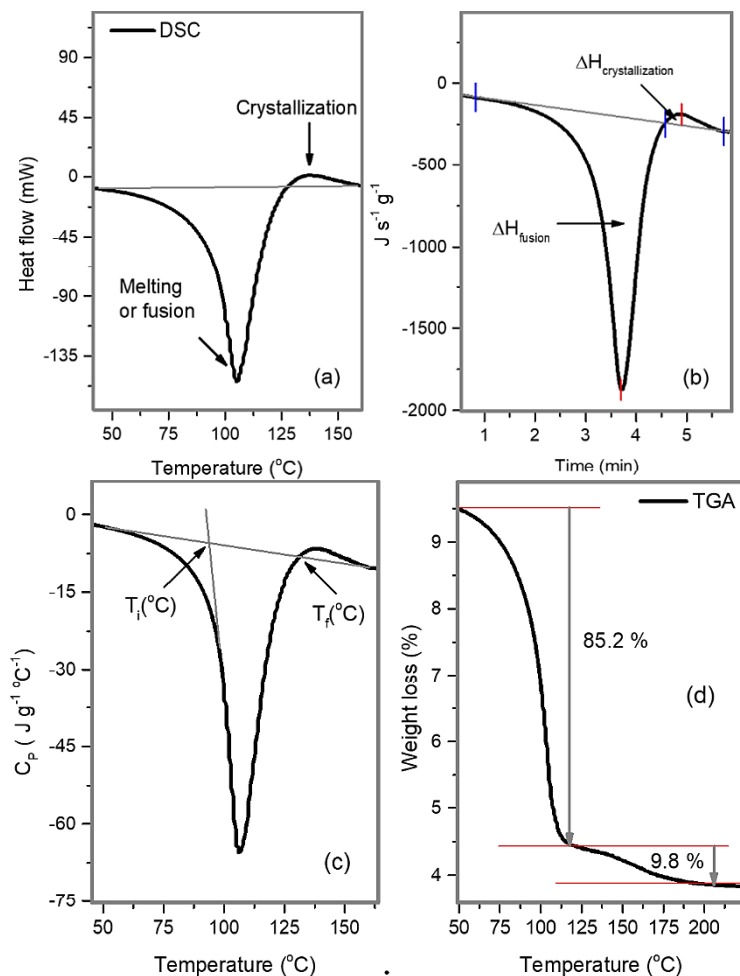 DSC
90
45
0
-45
-90
-135
Heat flow (mW)
Crystallization
Melting
or fusion
(a)
50
100
150
Temperature (°C)
0
-500
-1000
-1500
-2000
J s⁻¹ g⁻¹
ΔH_crystallization
ΔH_fusion
(b)
1 2 3 4 5
Time (min)
0
-15
-30
-45
-60
-75
C_P ( J g⁻¹ °C⁻¹)
T_i(°C)
T_f(°C)
(c)
50 75 100 125 150
Temperature (°C)
TGA
9
8
7
6
5
4
Weight loss (%)
85.2 %
(d)
9.8 %
50 75 100 125 150 175 200
Temperature (°C)
.